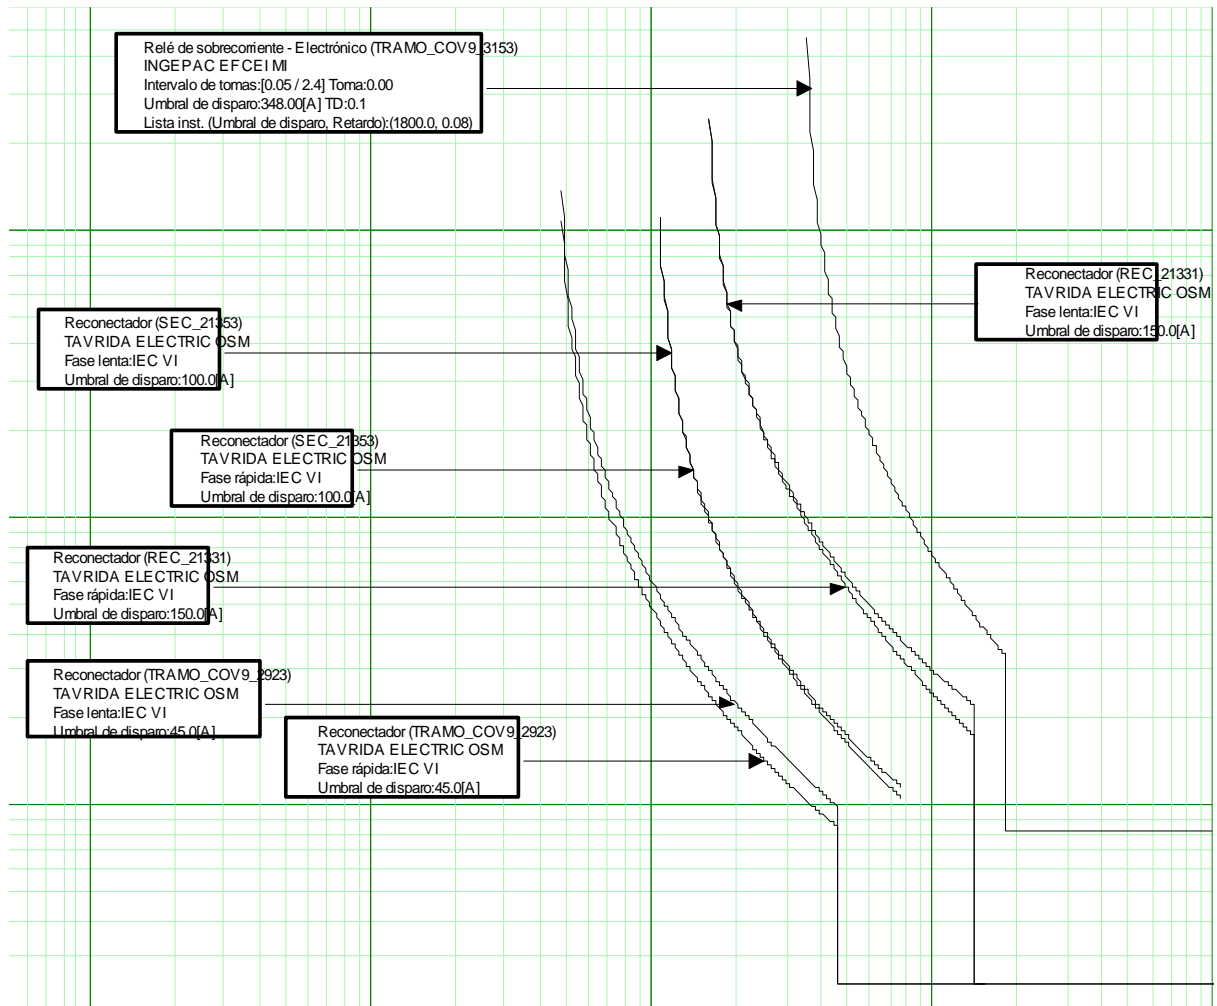 Relé de sobrecorriente - Electrónico (TRAMO_COV9_3153)
INGEPAC EF CEI MI
Intervalo de tomas:[0.05 / 2.4] Toma:0.00
Umbral de disparo:348.00[A] TD:0.1
Lista inst. (Umbral de disparo, Retardo):(1800.0, 0.08)
Reconectador (REC_21331)
TAVRIDA ELECTRIC OSM
Fase lenta:IEC VI
Umbral de disparo:150.0[A]
Reconectador (SEC_21353)
TAVRIDA ELECTRIC OSM
Fase lenta:IEC VI
Umbral de disparo:100.0[A]
Reconectador (SEC_21353)
TAVRIDA ELECTRIC OSM
Fase rápida:IEC VI
Umbral de disparo:100.0[A]
Reconectador (REC_21331)
TAVRIDA ELECTRIC OSM
Fase rápida:IEC VI
Umbral de disparo:150.0[A]
Reconectador (TRAMO_COV9_2923)
TAVRIDA ELECTRIC OSM
Fase lenta:IEC VI
Umbral de disparo:45.0[A]
Reconectador (TRAMO_COV9_2923)
TAVRIDA ELECTRIC OSM
Fase rápida:IEC VI
Umbral de disparo:45.0[A]